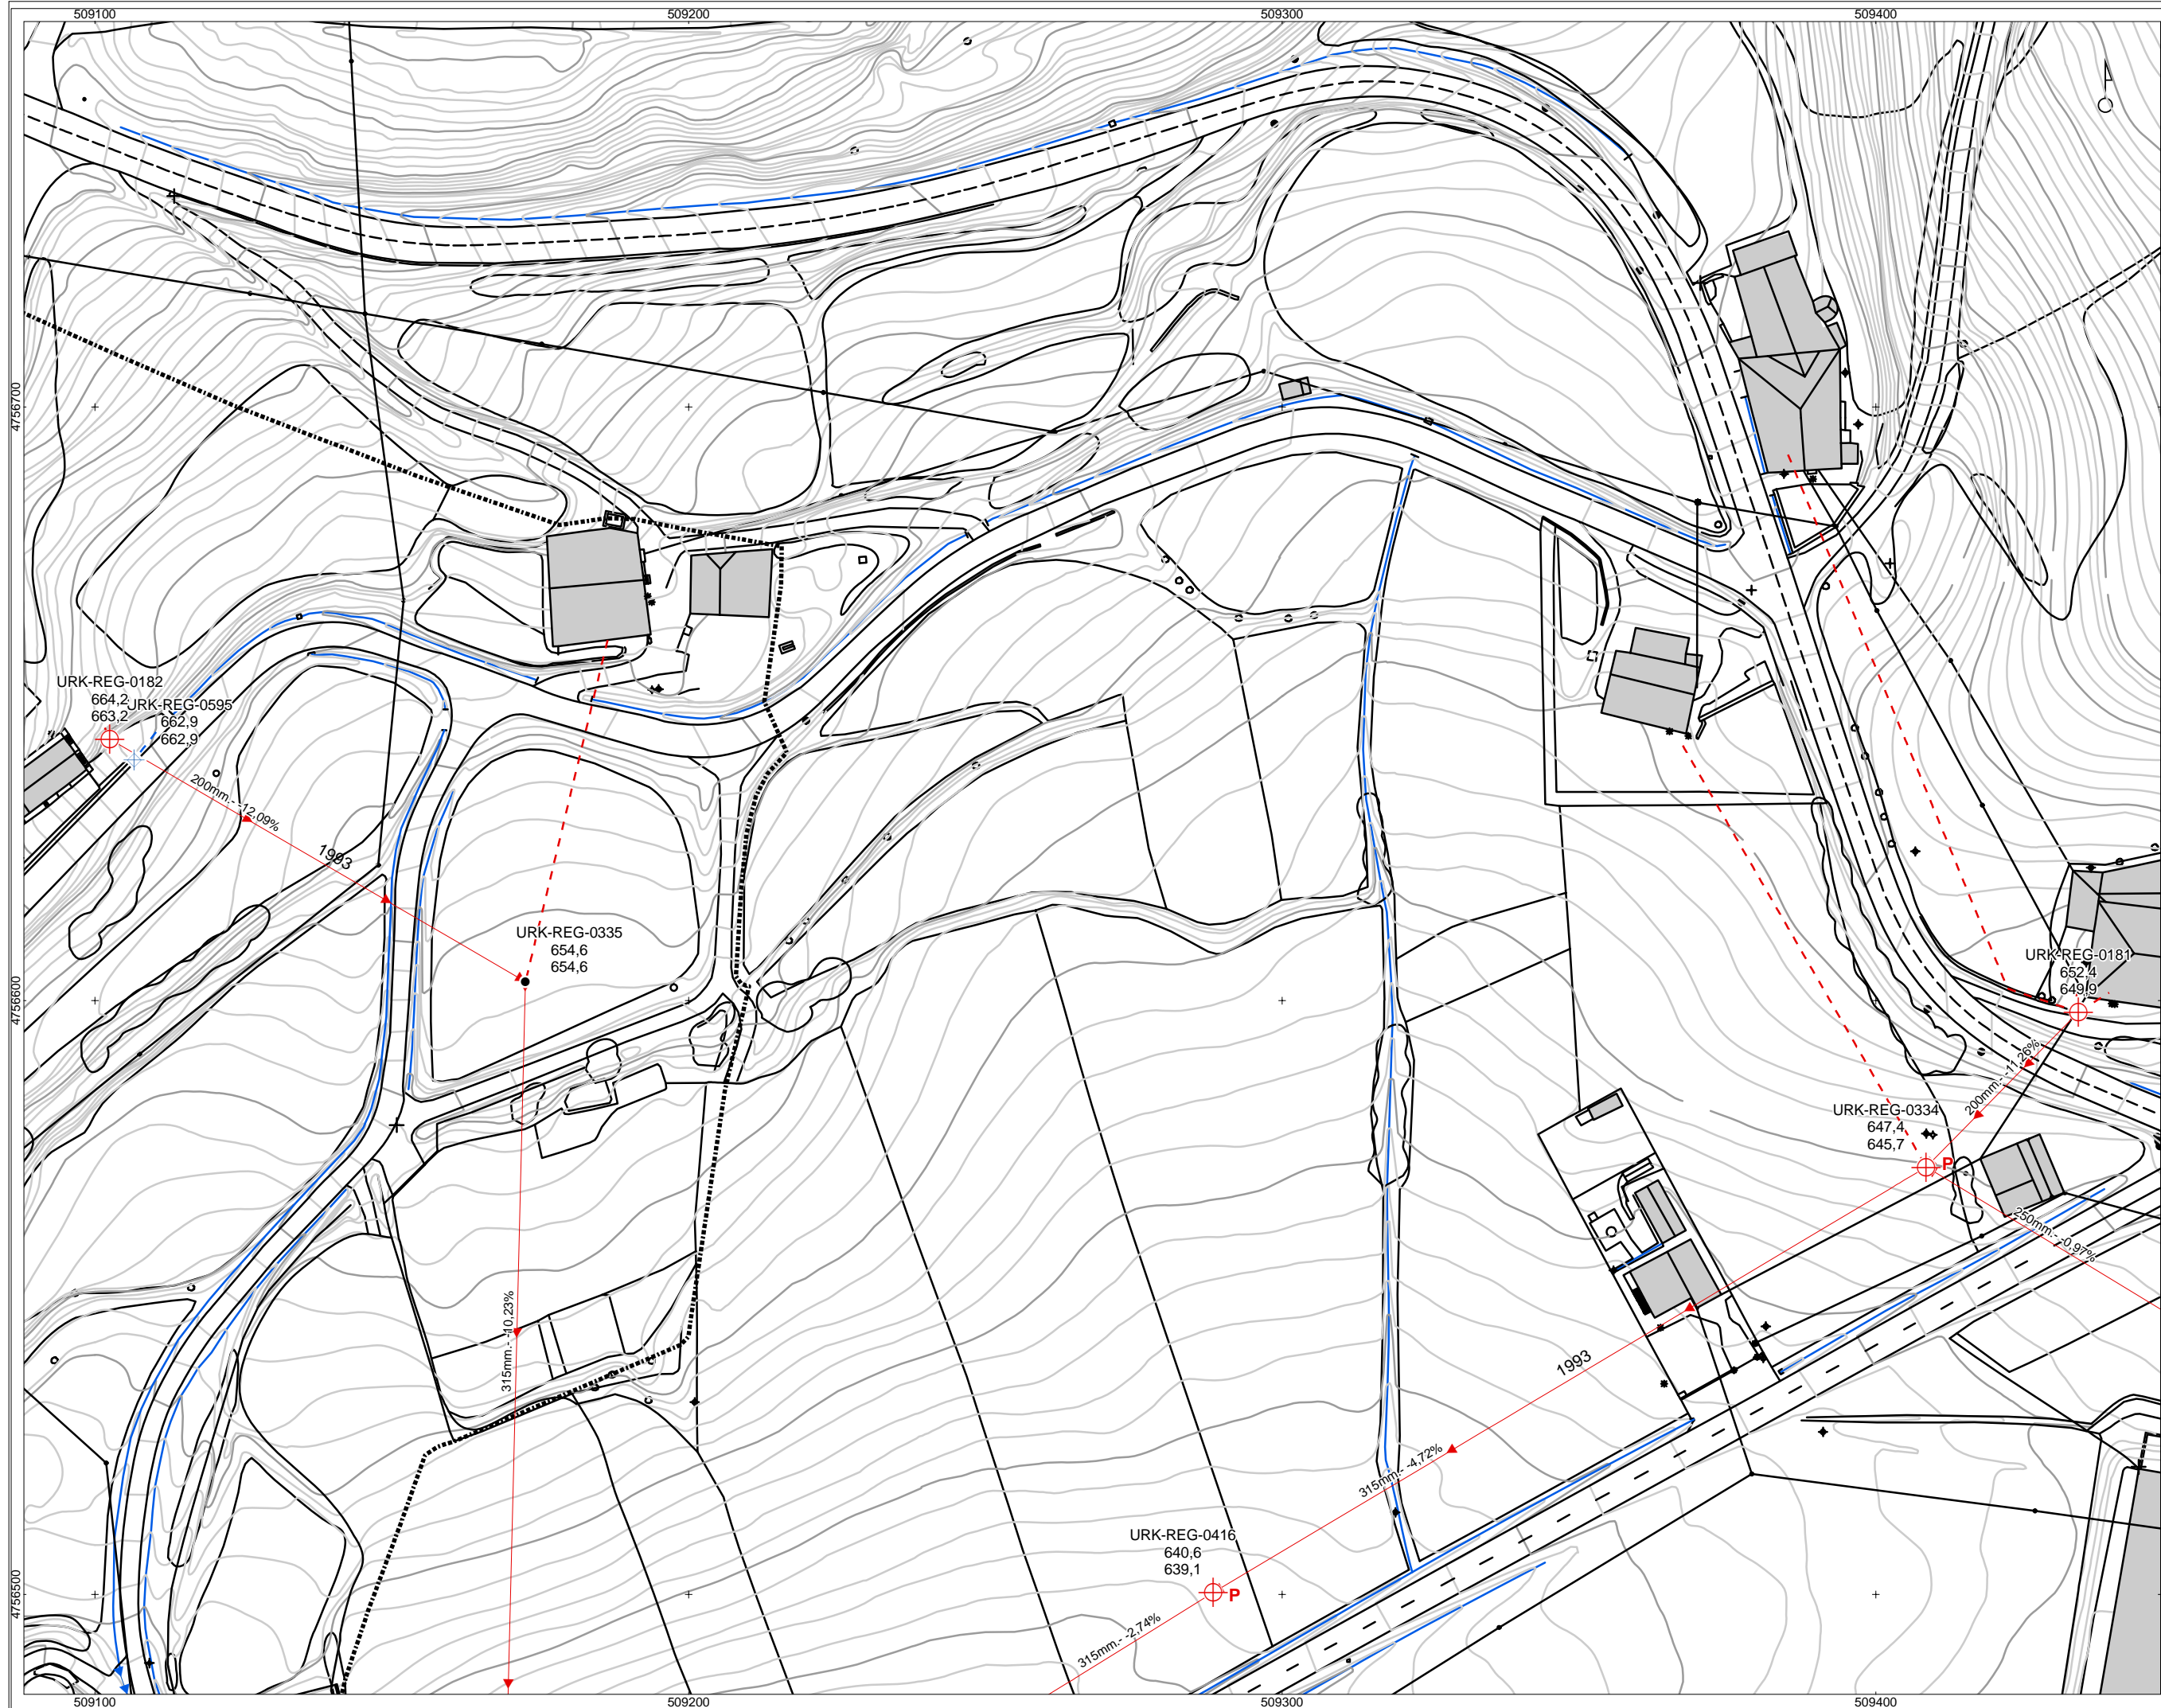 509100
509200
509300
509400
4756700
4756600
4756500
URK-REG-0182
664,2
663,2
URK-REG-0595
662,9
662,9
200mm.- -12,09%
1993
URK-REG-0335
654,6
654,6
315mm.- -10,23%
URK-REG-0181
652,4
649,9
200mm.- -11,26%
URK-REG-0334
647,4
645,7
P
250mm.- -0,97%
1993
315mm.- -4,72%
URK-REG-0416
640,6
639,1
P
315mm.- -2,74%
509100
509200
509300
509400